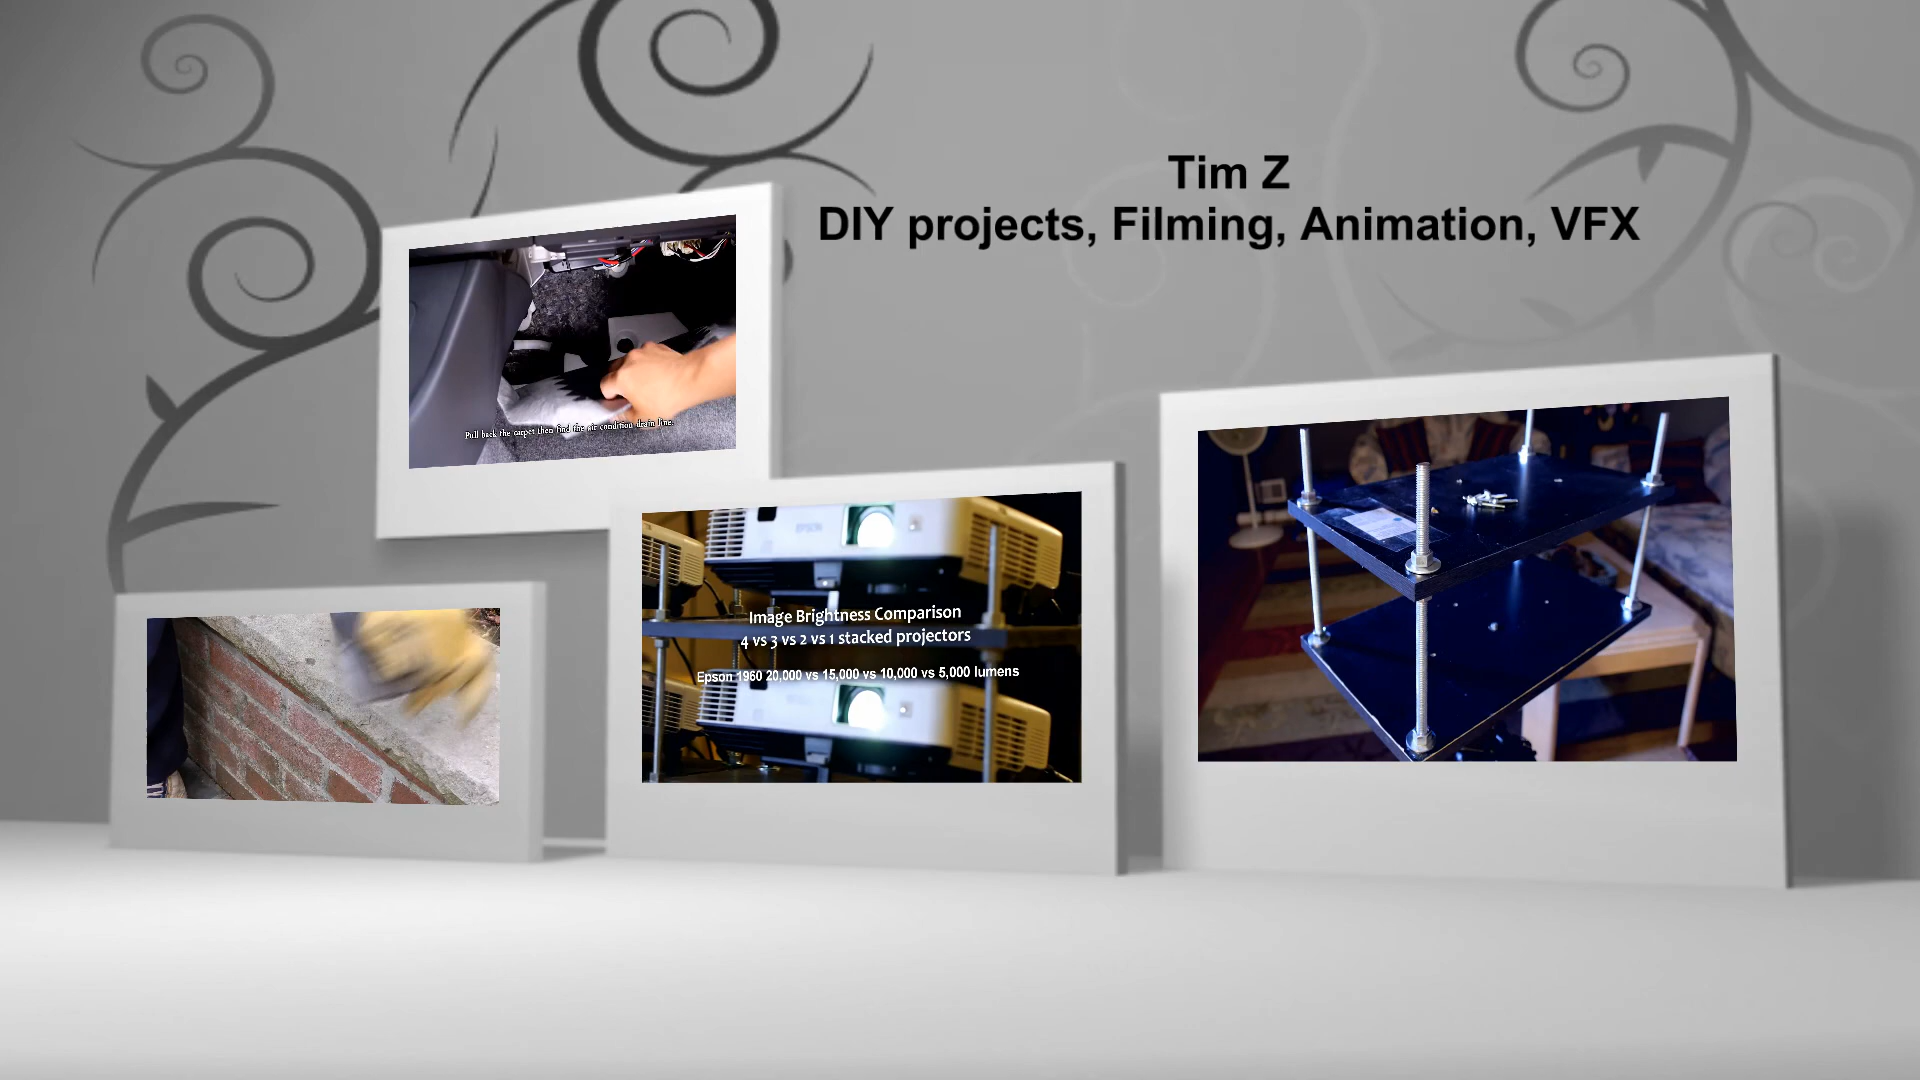 Tim Z
DIY projects, Filming, Animation, VFX
Pull back the carpet then find the air condition drain line.
Image Brightness Comparison
4 vs 3 vs 2 vs 1 stacked projectors
Epson 1960 20,000 vs 15,000 vs 10,000 vs 5,000 lumens
EPSON